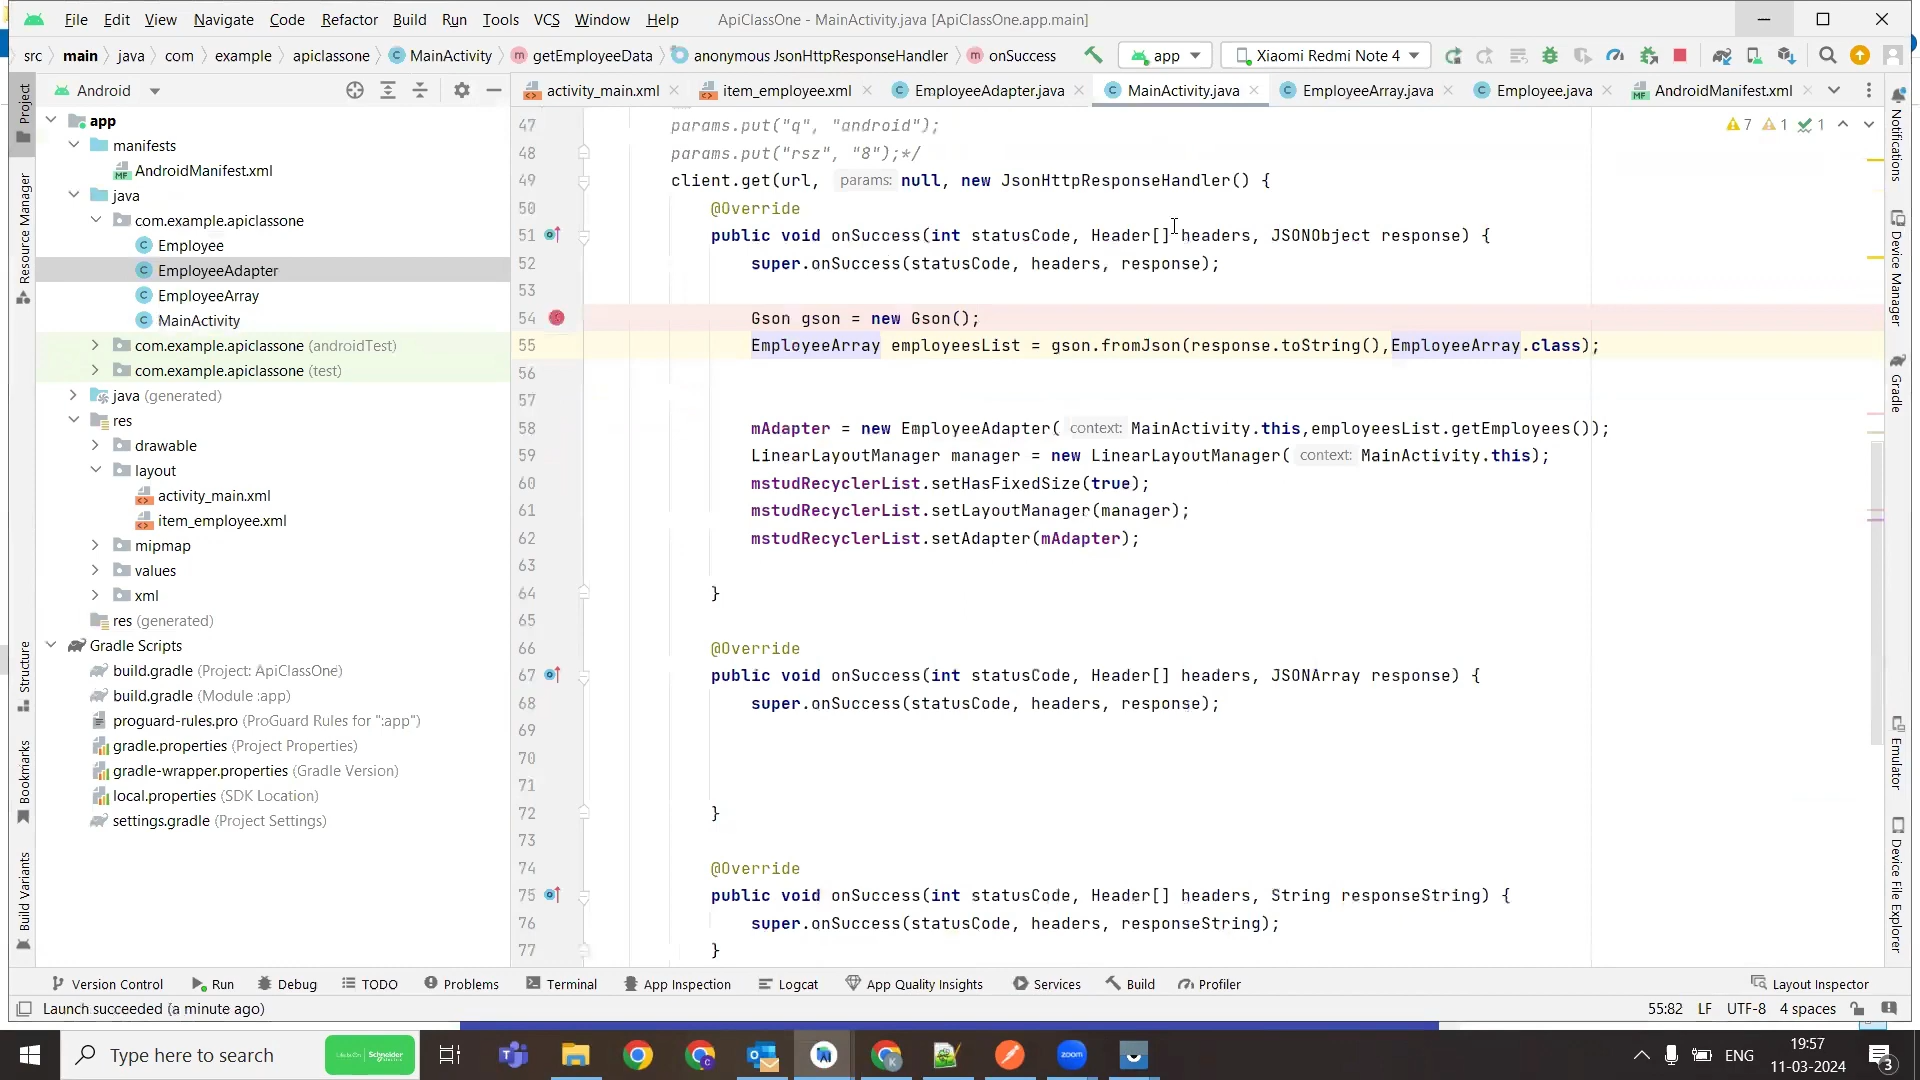 File Edit View Navigate Code Refactor Build Run Tools VCS Window Help ApiClassOne - MainActivity.java [ApiClassOne.app.main]
src main java com example apiclassone MainActivity getEmployeeData anonymous JsonHttpResponseHandler onSuccess app Xiaomi Redmi Note 4
Android activity_main.xml item_employee.xml EmployeeAdapter.java MainActivity.java EmployeeArray.java Employee.java AndroidManifest.xml
Project
Resource Manager
Structure
Bookmarks
Build Variants
app
manifests
AndroidManifest.xml
java
com.example.apiclassone
Employee
EmployeeAdapter
EmployeeArray
MainActivity
com.example.apiclassone (androidTest)
com.example.apiclassone (test)
java (generated)
res
drawable
layout
activity_main.xml
item_employee.xml
mipmap
values
xml
res (generated)
Gradle Scripts
build.gradle (Project: ApiClassOne)
build.gradle (Module :app)
proguard-rules.pro (ProGuard Rules for ":app")
gradle.properties (Project Properties)
gradle-wrapper.properties (Gradle Version)
local.properties (SDK Location)
settings.gradle (Project Settings)
7 1 1
47 params.put("q", "android");
48 params.put("rsz", "8");*/
49 client.get(url, params: null, new JsonHttpResponseHandler() {
50 @Override
51 public void onSuccess(int statusCode, Header[] headers, JSONObject response) {
52 super.onSuccess(statusCode, headers, response);
53
54 Gson gson = new Gson();
55 EmployeeArray employeesList = gson.fromJson(response.toString(),EmployeeArray.class);
56
57
58 mAdapter = new EmployeeAdapter( context: MainActivity.this,employeesList.getEmployees());
59 LinearLayoutManager manager = new LinearLayoutManager( context: MainActivity.this);
60 mstudRecyclerList.setHasFixedSize(true);
61 mstudRecyclerList.setLayoutManager(manager);
62 mstudRecyclerList.setAdapter(mAdapter);
63
64 }
65
66 @Override
67 public void onSuccess(int statusCode, Header[] headers, JSONArray response) {
68 super.onSuccess(statusCode, headers, response);
69
70
71
72 }
73
74 @Override
75 public void onSuccess(int statusCode, Header[] headers, String responseString) {
76 super.onSuccess(statusCode, headers, responseString);
77 }
Notifications
Device Manager
Gradle
Emulator
Device File Explorer
Version Control Run Debug TODO Problems Terminal App Inspection Logcat App Quality Insights Services Build Profiler Layout Inspector
Launch succeeded (a minute ago) 55:82 LF UTF-8 4 spaces
Type here to search zoom ENG 19:57
11-03-2024 3